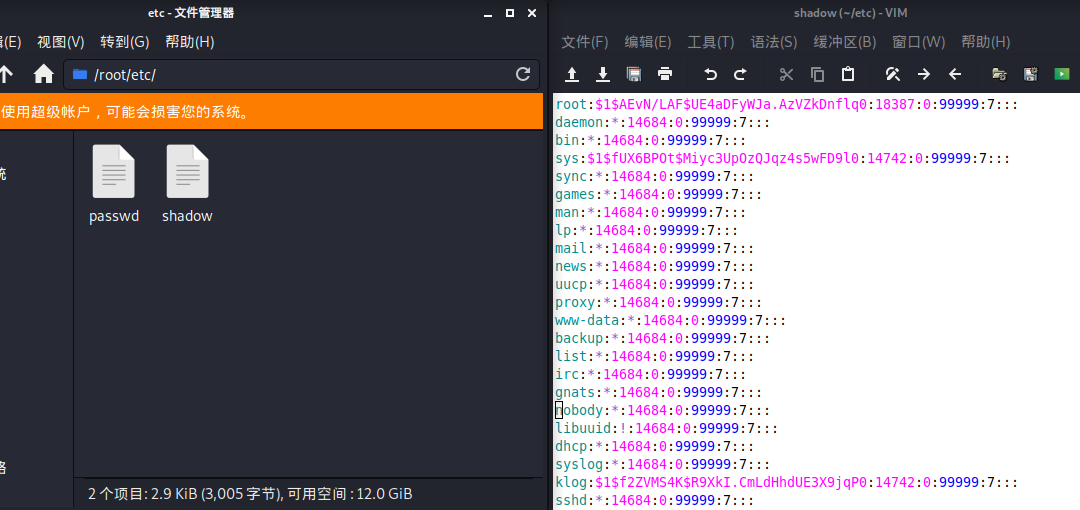 etc - 文件管理器
(E) 视图(V) 转到(G) 帮助(H)
/root/etc/
使用超级帐户，可能会损害您的系统。
统
passwd shadow
络
2 个项目: 2.9 KiB (3,005 字节), 可用空间 : 12.0 GiB
shadow (~/etc) - VIM
文件(F) 编辑(E) 工具(T) 语法(S) 缓冲区(B) 窗口(W) 帮助(H)
root:$1$AEvN/LAF$UE4aDFyWJa.AzVZkDnflq0:18387:0:99999:7:::
daemon:*:14684:0:99999:7:::
bin:*:14684:0:99999:7:::
sys:$1$fUX6BPOt$Miyc3UpOzQJqz4s5wFD9l0:14742:0:99999:7:::
sync:*:14684:0:99999:7:::
games:*:14684:0:99999:7:::
man:*:14684:0:99999:7:::
lp:*:14684:0:99999:7:::
mail:*:14684:0:99999:7:::
news:*:14684:0:99999:7:::
uucp:*:14684:0:99999:7:::
proxy:*:14684:0:99999:7:::
www-data:*:14684:0:99999:7:::
backup:*:14684:0:99999:7:::
list:*:14684:0:99999:7:::
irc:*:14684:0:99999:7:::
gnats:*:14684:0:99999:7:::
nobody:*:14684:0:99999:7:::
libuuid:!:14684:0:99999:7:::
dhcp:*:14684:0:99999:7:::
syslog:*:14684:0:99999:7:::
klog:$1$f2ZVMS4K$R9XkI.CmLdHhdUE3X9jqP0:14742:0:99999:7:::
sshd:*:14684:0:99999:7:::